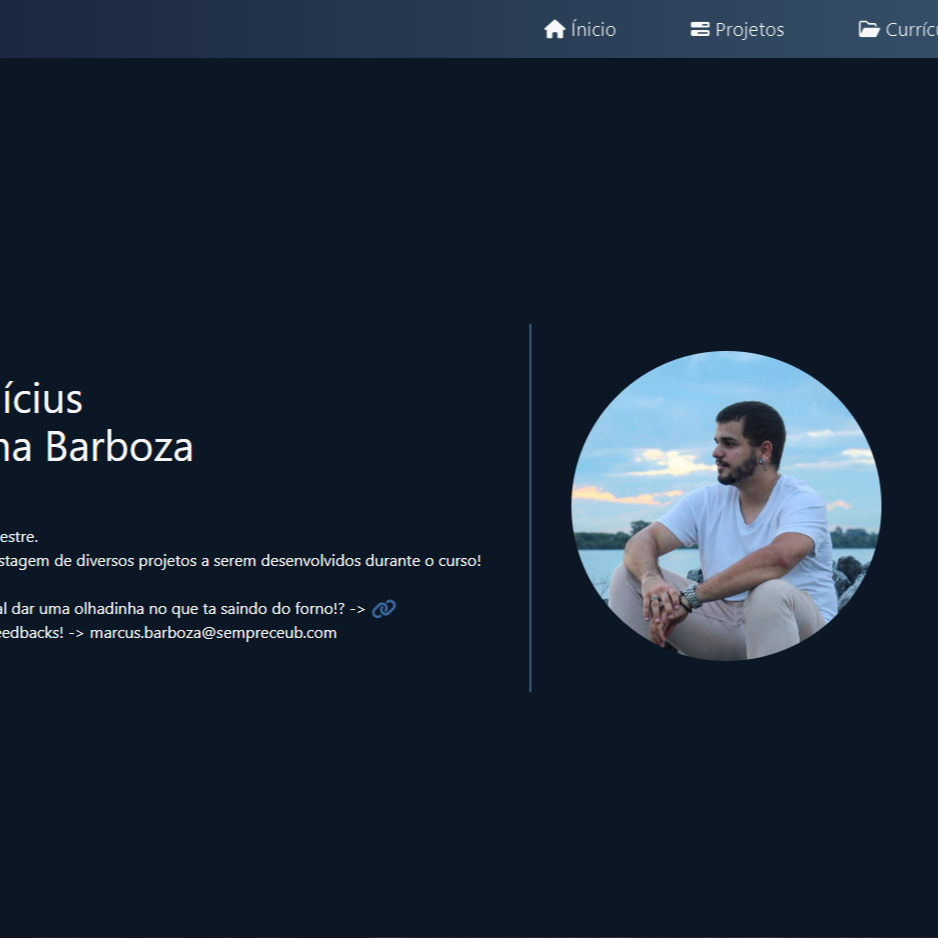 Ínicio
Projetos
Currícu
ícius
na Barboza
estre.
stagem de diversos projetos a serem desenvolvidos durante o curso!
al dar uma olhadinha no que ta saindo do forno!? ->
eedbacks! -> marcus.barboza@sempreceub.com